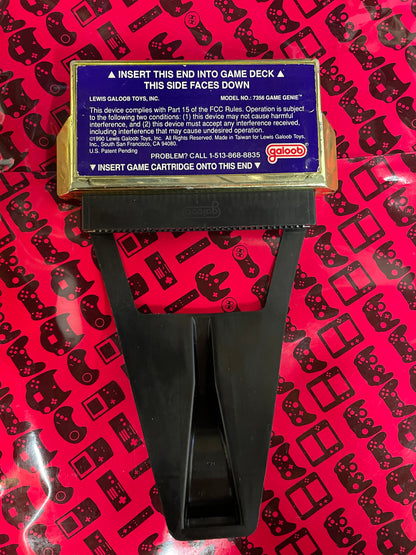 ▲ INSERT THIS END INTO GAME DECK ▲
THIS SIDE FACES DOWN
LEWIS GALOOB TOYS, INC. MODEL NO.: 7356 GAME GENIE™
This device complies with Part 15 of the FCC Rules. Operation is subject
to the following two conditions: (1) this device may not cause harmful
interference, and (2) this device must accept any interference received,
including interference that may cause undesired operation.
©1990 Lewis Galoob Toys, Inc. All Rights Reserved. Made in Taiwan for Lewis Galoob Toys,
Inc., South San Francisco, CA 94080.
U.S. Patent Pending
PROBLEM? CALL 1-513-868-8835
galoob
▼ INSERT GAME CARTRIDGE ONTO THIS END ▼
galoob